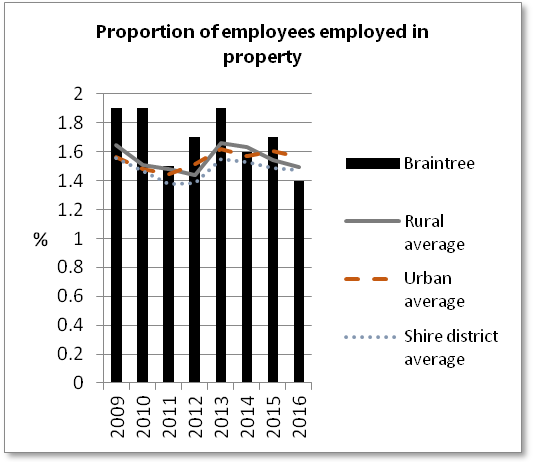 Proportion of employees employed in
property
2
1.8
1.6
1.4
1.2
1
0.8
0.6
0.4
0.2
0
%
2009
2010
2011
2012
2013
2014
2015
2016
Braintree
Rural
average
Urban
average
Shire district
average